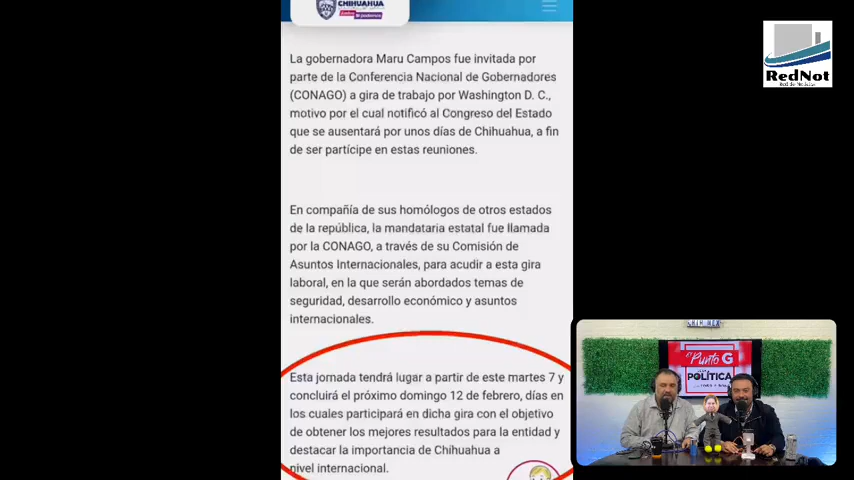 CHIHUAHUA
RedNot
Red de Noticias
La gobernadora Maru Campos fue invitada por
parte de la Conferencia Nacional de Gobernadores
(CONAGO) a gira de trabajo por Washington D. C.,
motivo por el cual notificó al Congreso del Estado
que se ausentará por unos días de Chihuahua, a fin
de ser partícipe en estas reuniones.
En compañía de sus homólogos de otros estados
de la república, la mandataria estatal fue llamada
por la CONAGO, a través de su Comisión de
Asuntos Internacionales, para acudir a esta gira
laboral, en la que serán abordados temas de
seguridad, desarrollo económico y asuntos
internacionales.
Esta jornada tendrá lugar a partir de este martes 7 y
concluirá el próximo domingo 12 de febrero, días en
los cuales participará en dicha gira con el objetivo
de obtener los mejores resultados para la entidad y
destacar la importancia de Chihuahua a
nivel internacional.
el Punto G
POLÍTICA